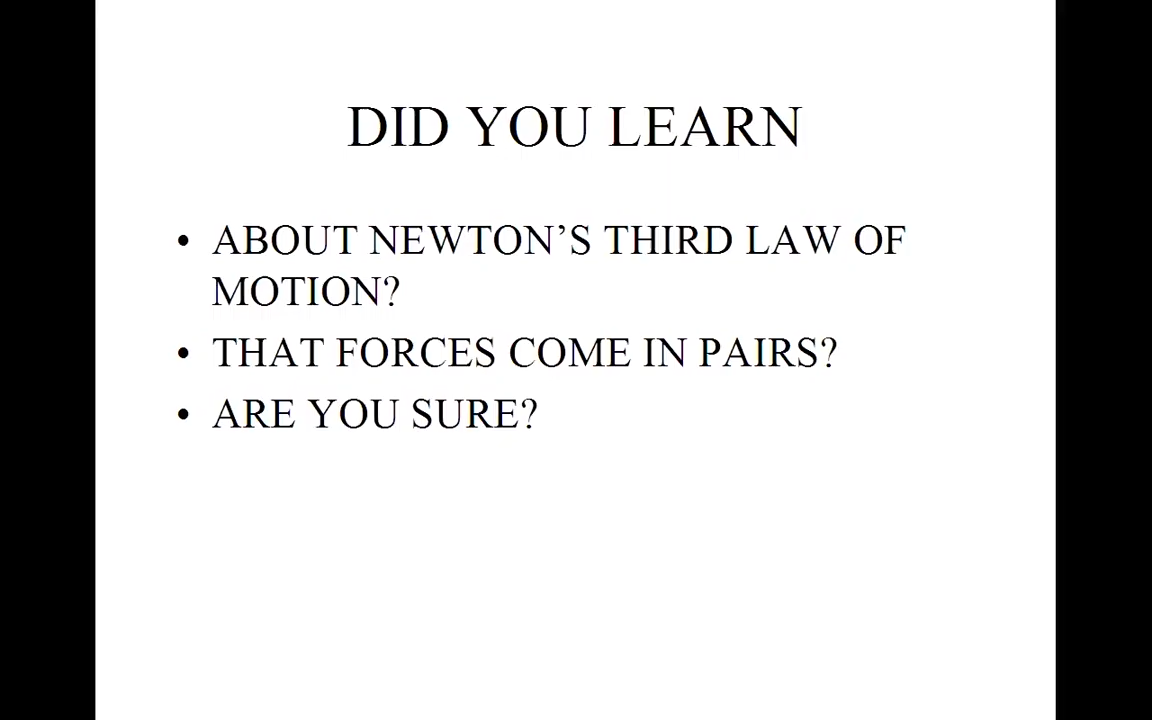 DID YOU LEARN
• ABOUT NEWTON’S THIRD LAW OF
MOTION?
• THAT FORCES COME IN PAIRS?
• ARE YOU SURE?